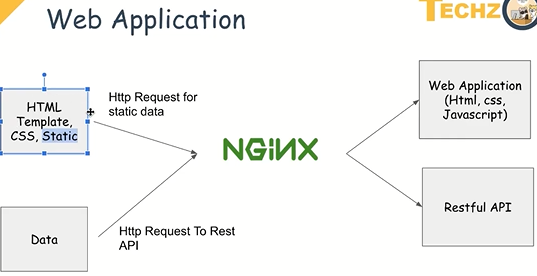 Web Application
TECHZ
HTML
Template,
CSS, Static
Http Request for
static data
NGINX
Web Application
(Html, css,
Javascript)
Data
Http Request To Rest
API
Restful API